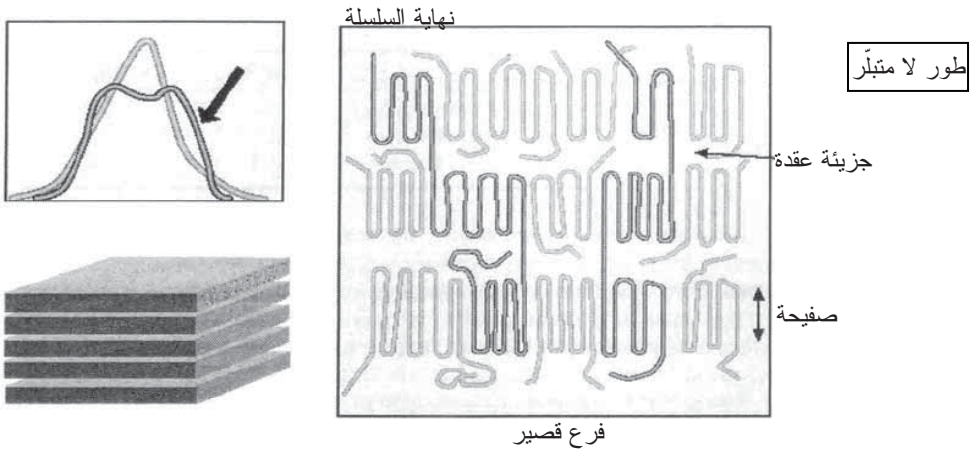 نهاية السلسلة
طور لا متبلّر
جزيئة عقدة
صفيحة
فرع قصير